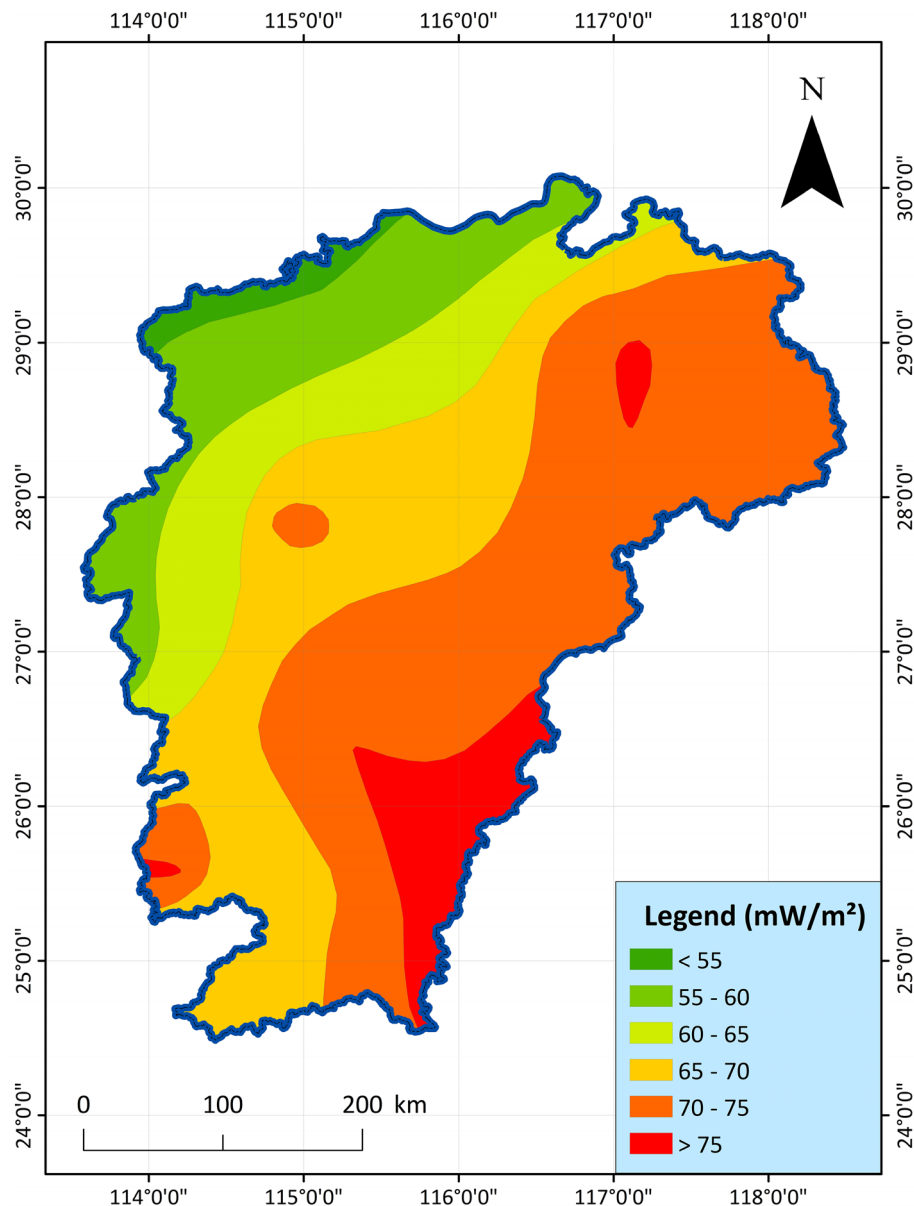 114°0'0" 115°0'0" 116°0'0" 117°0'0" 118°0'0"
N
30°0'0" 30°0'0"
29°0'0" 29°0'0"
28°0'0" 28°0'0"
27°0'0" 27°0'0"
26°0'0" 26°0'0"
25°0'0" 25°0'0"
24°0'0" 24°0'0"
Legend (mW/m²)
< 55
55 - 60
60 - 65
65 - 70
70 - 75
> 75
0 100 200 km
114°0'0" 115°0'0" 116°0'0" 117°0'0" 118°0'0"